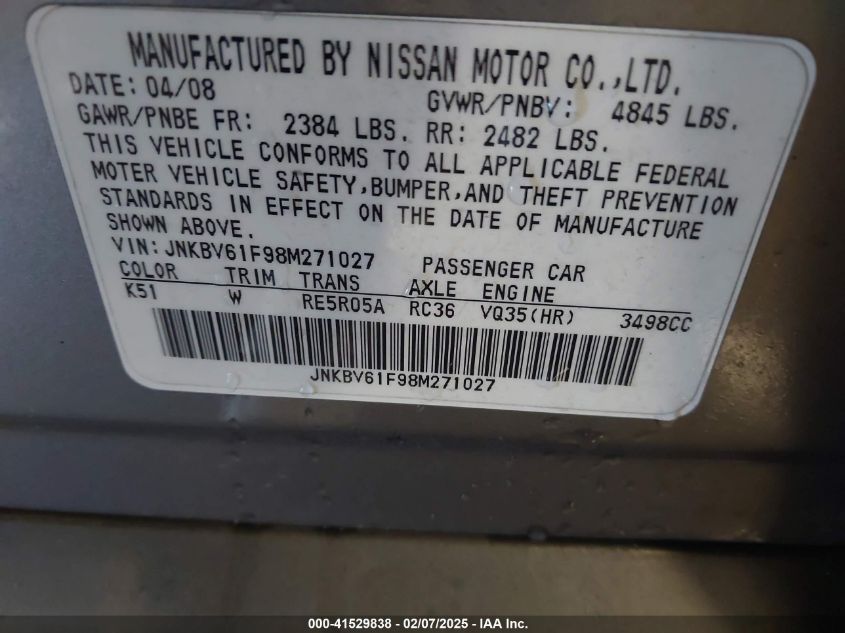 MANUFACTURED BY NISSAN MOTOR CO.,LTD.
DATE: 04/08 GVWR/PNBV: 4845 LBS.
GAWR/PNBE FR: 2384 LBS. RR: 2482 LBS.
THIS VEHICLE CONFORMS TO ALL APPLICABLE FEDERAL
MOTER VEHICLE SAFETY,BUMPER,AND THEFT PREVENTION
STANDARDS IN EFFECT ON THE DATE OF MANUFACTURE
SHOWN ABOVE.
VIN: JNKBV61F98M271027 PASSENGER CAR
COLOR TRIM TRANS AXLE ENGINE
K51 W RE5R05A RC36 VQ35(HR) 3498CC
JNKBV61F98M271027
000-41529838 - 02/07/2025 - IAA Inc.